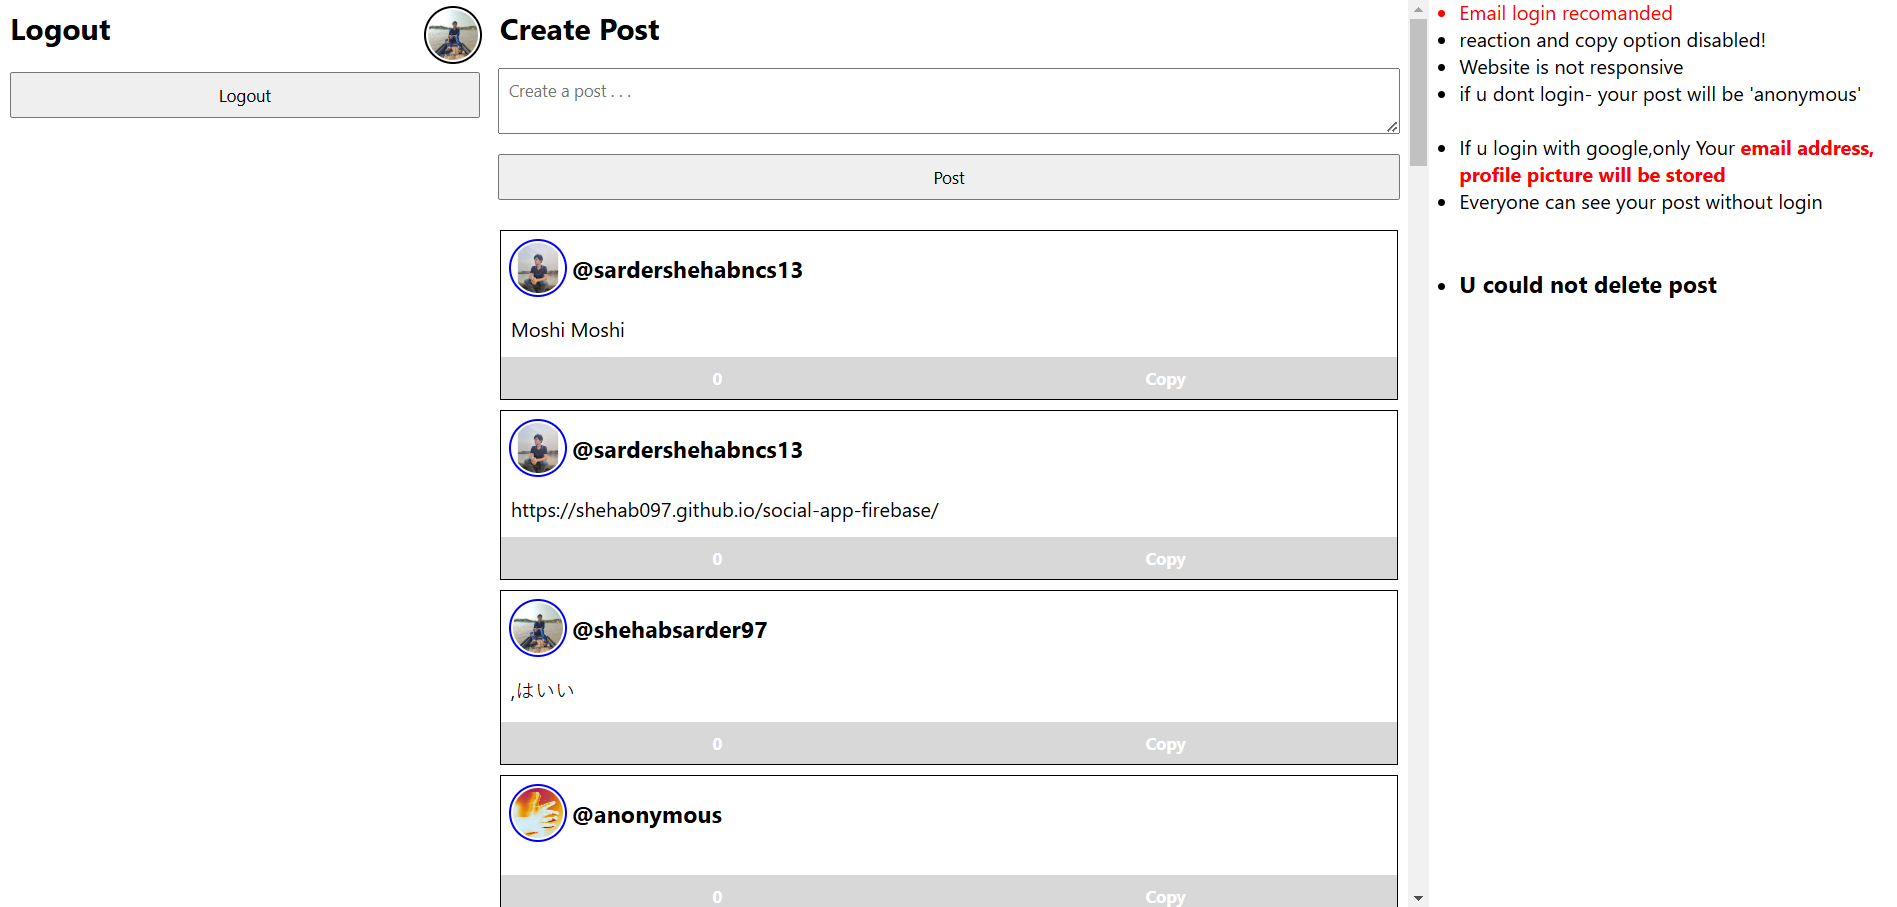 Logout
Logout
Create Post
Create a post . . .
Post
@sardershehabncs13
Moshi Moshi
0 Copy
@sardershehabncs13
https://shehab097.github.io/social-app-firebase/
0 Copy
@shehabsarder97
,はいい
0 Copy
@anonymous
0 Copy
Email login recomanded
reaction and copy option disabled!
Website is not responsive
if u dont login- your post will be 'anonymous'
If u login with google,only Your email address,
profile picture will be stored
Everyone can see your post without login
U could not delete post